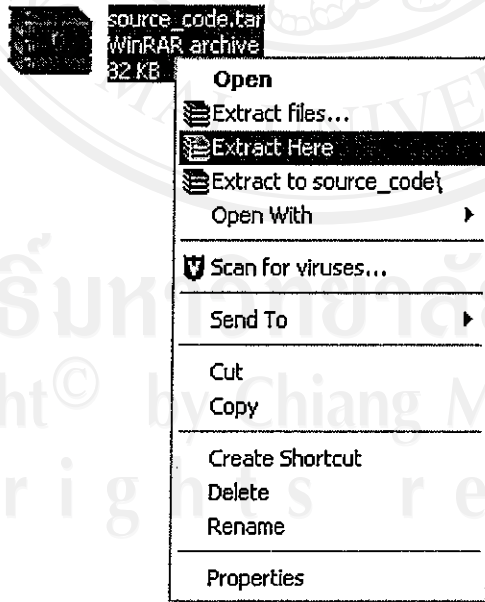 source_code.tar
WinRAR archive
32 KB
Open
Extract files...
Extract Here
Extract to source_code\
Open With
Scan for viruses...
Send To
Cut
Copy
Create Shortcut
Delete
Rename
Properties